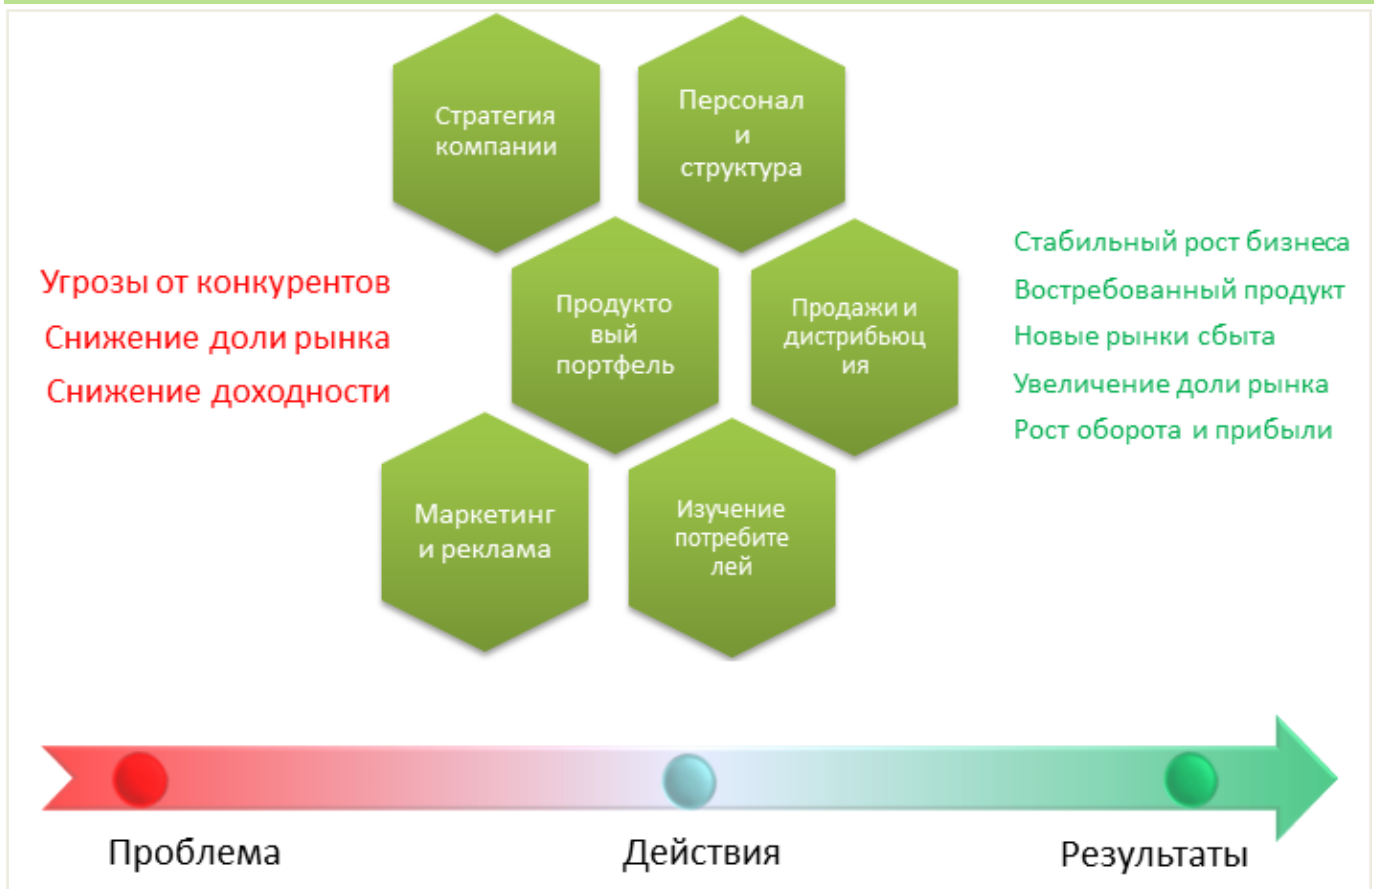 Стратегия
компании
Персонал
и
структура
Угрозы от конкурентов
Снижение доли рынка
Снижение доходности
Продукто
вый
портфель
Продажи и
дистрибьюц
ия
Маркетинг
и реклама
Изучение
потребите
лей
Стабильный рост бизнеса
Востребованный продукт
Новые рынки сбыта
Увеличение доли рынка
Рост оборота и прибыли
Проблема
Действия
Результаты